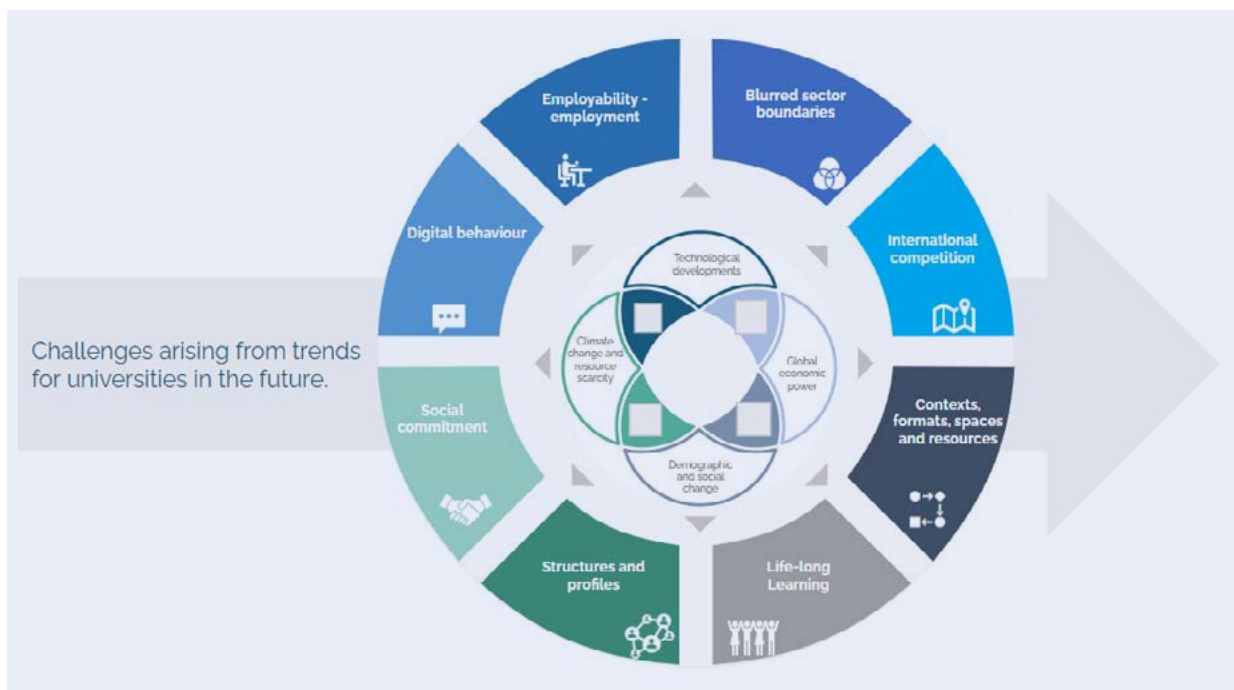 Challenges arising from trends
for universities in the future.
Employability -
employment
Blurred sector
boundaries
International
competition
Contexts,
formats, spaces
and resources
Life-long
Learning
Structures and
profiles
Social
commitment
Digital behaviour
Technological
developments
Global
economic
power
Demographic
and social
change
Climate
change and
resource
scarcity